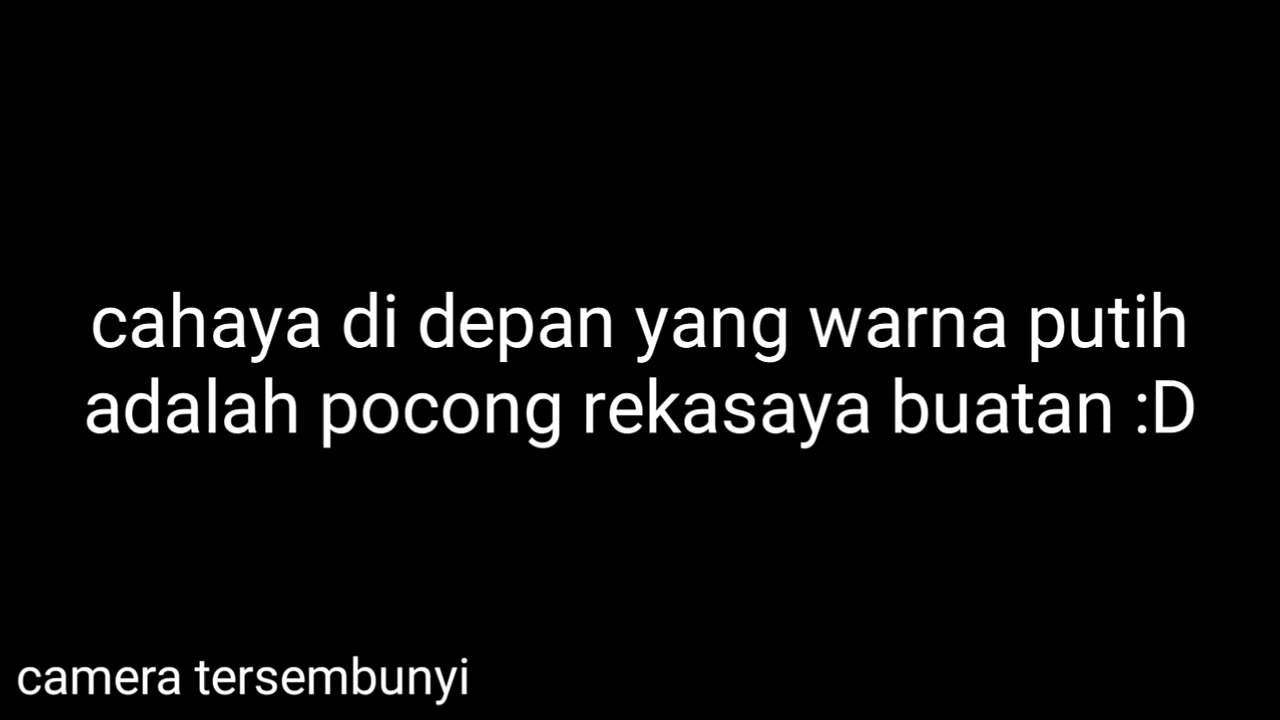 cahaya di depan yang warna putih
adalah pocong rekasaya buatan :D
camera tersembunyi